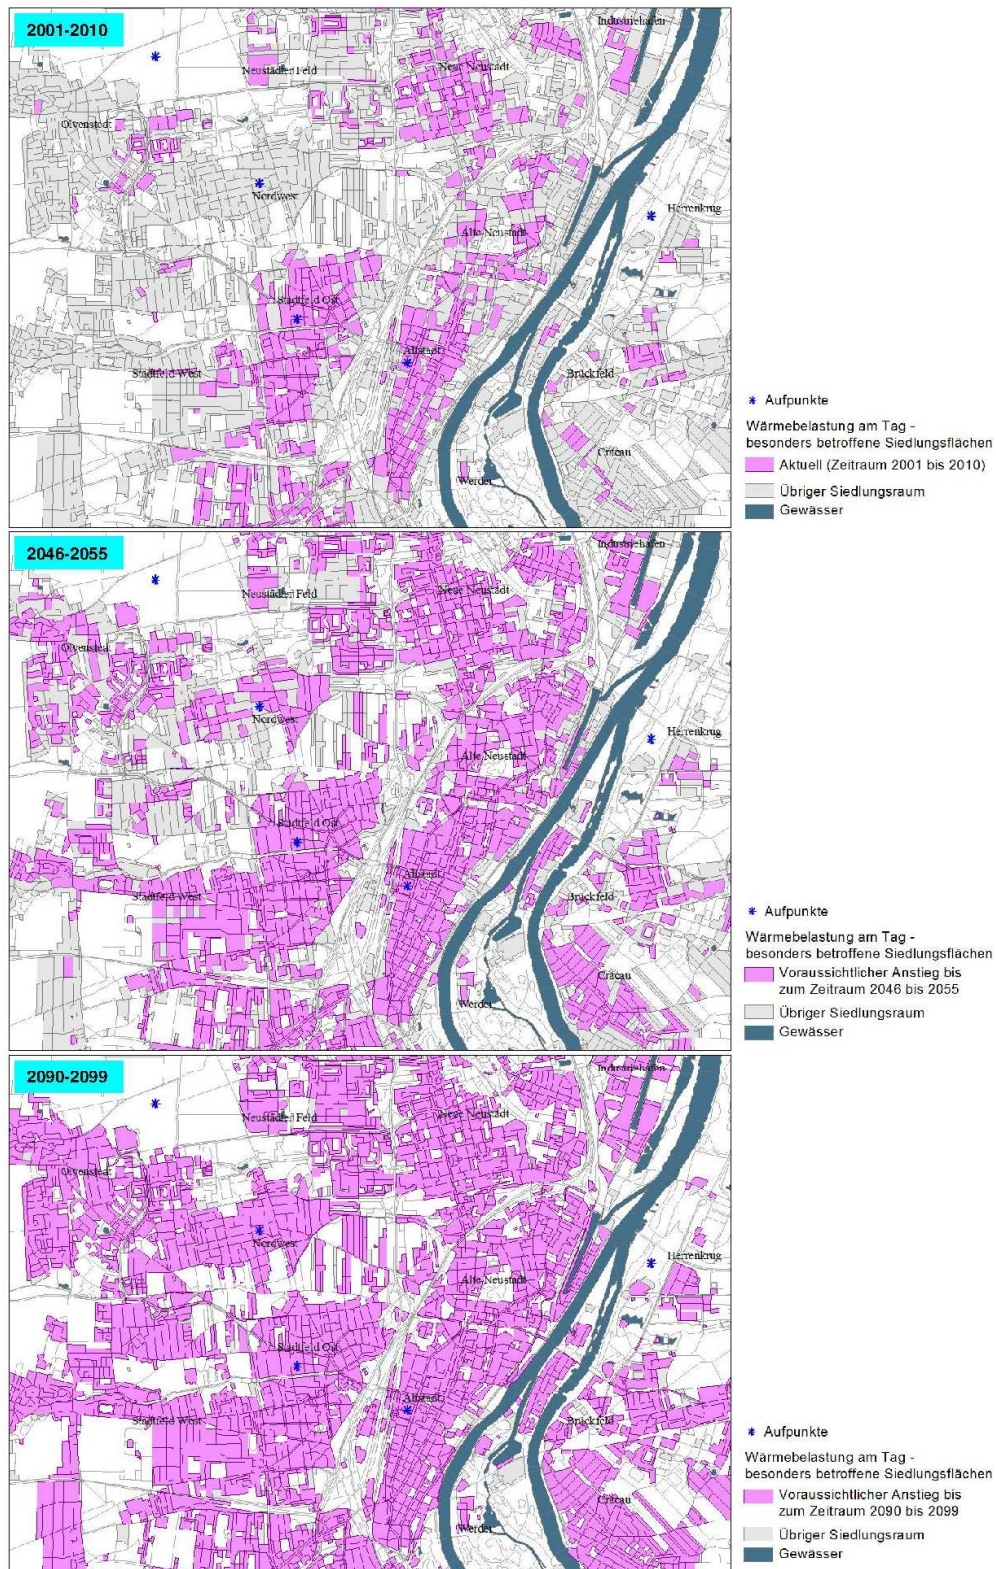 2001-2010
Industriehafen
Neustädter Feld
Neue Neustadt
Olvenstedt
Nordwest
Herrenkrug
Alte Neustadt
Stadtfeld Ost
Altstadt
Stadtfeld West
Brückfeld
Cracau
Werder
Aufpunkte
Wärmebelastung am Tag -
besonders betroffene Siedlungsflächen
Aktuell (Zeitraum 2001 bis 2010)
Übriger Siedlungsraum
Gewässer
2046-2055
Industriehafen
Neustädter Feld
Neue Neustadt
Olvenstedt
Nordwest
Herrenkrug
Alte Neustadt
Stadtfeld Ost
Altstadt
Stadtfeld West
Brückfeld
Cracau
Werder
Aufpunkte
Wärmebelastung am Tag -
besonders betroffene Siedlungsflächen
Voraussichtlicher Anstieg bis
zum Zeitraum 2046 bis 2055
Übriger Siedlungsraum
Gewässer
2090-2099
Industriehafen
Neustädter Feld
Neue Neustadt
Olvenstedt
Nordwest
Herrenkrug
Alte Neustadt
Stadtfeld Ost
Altstadt
Stadtfeld West
Brückfeld
Cracau
Werder
Aufpunkte
Wärmebelastung am Tag -
besonders betroffene Siedlungsflächen
Voraussichtlicher Anstieg bis
zum Zeitraum 2090 bis 2099
Übriger Siedlungsraum
Gewässer